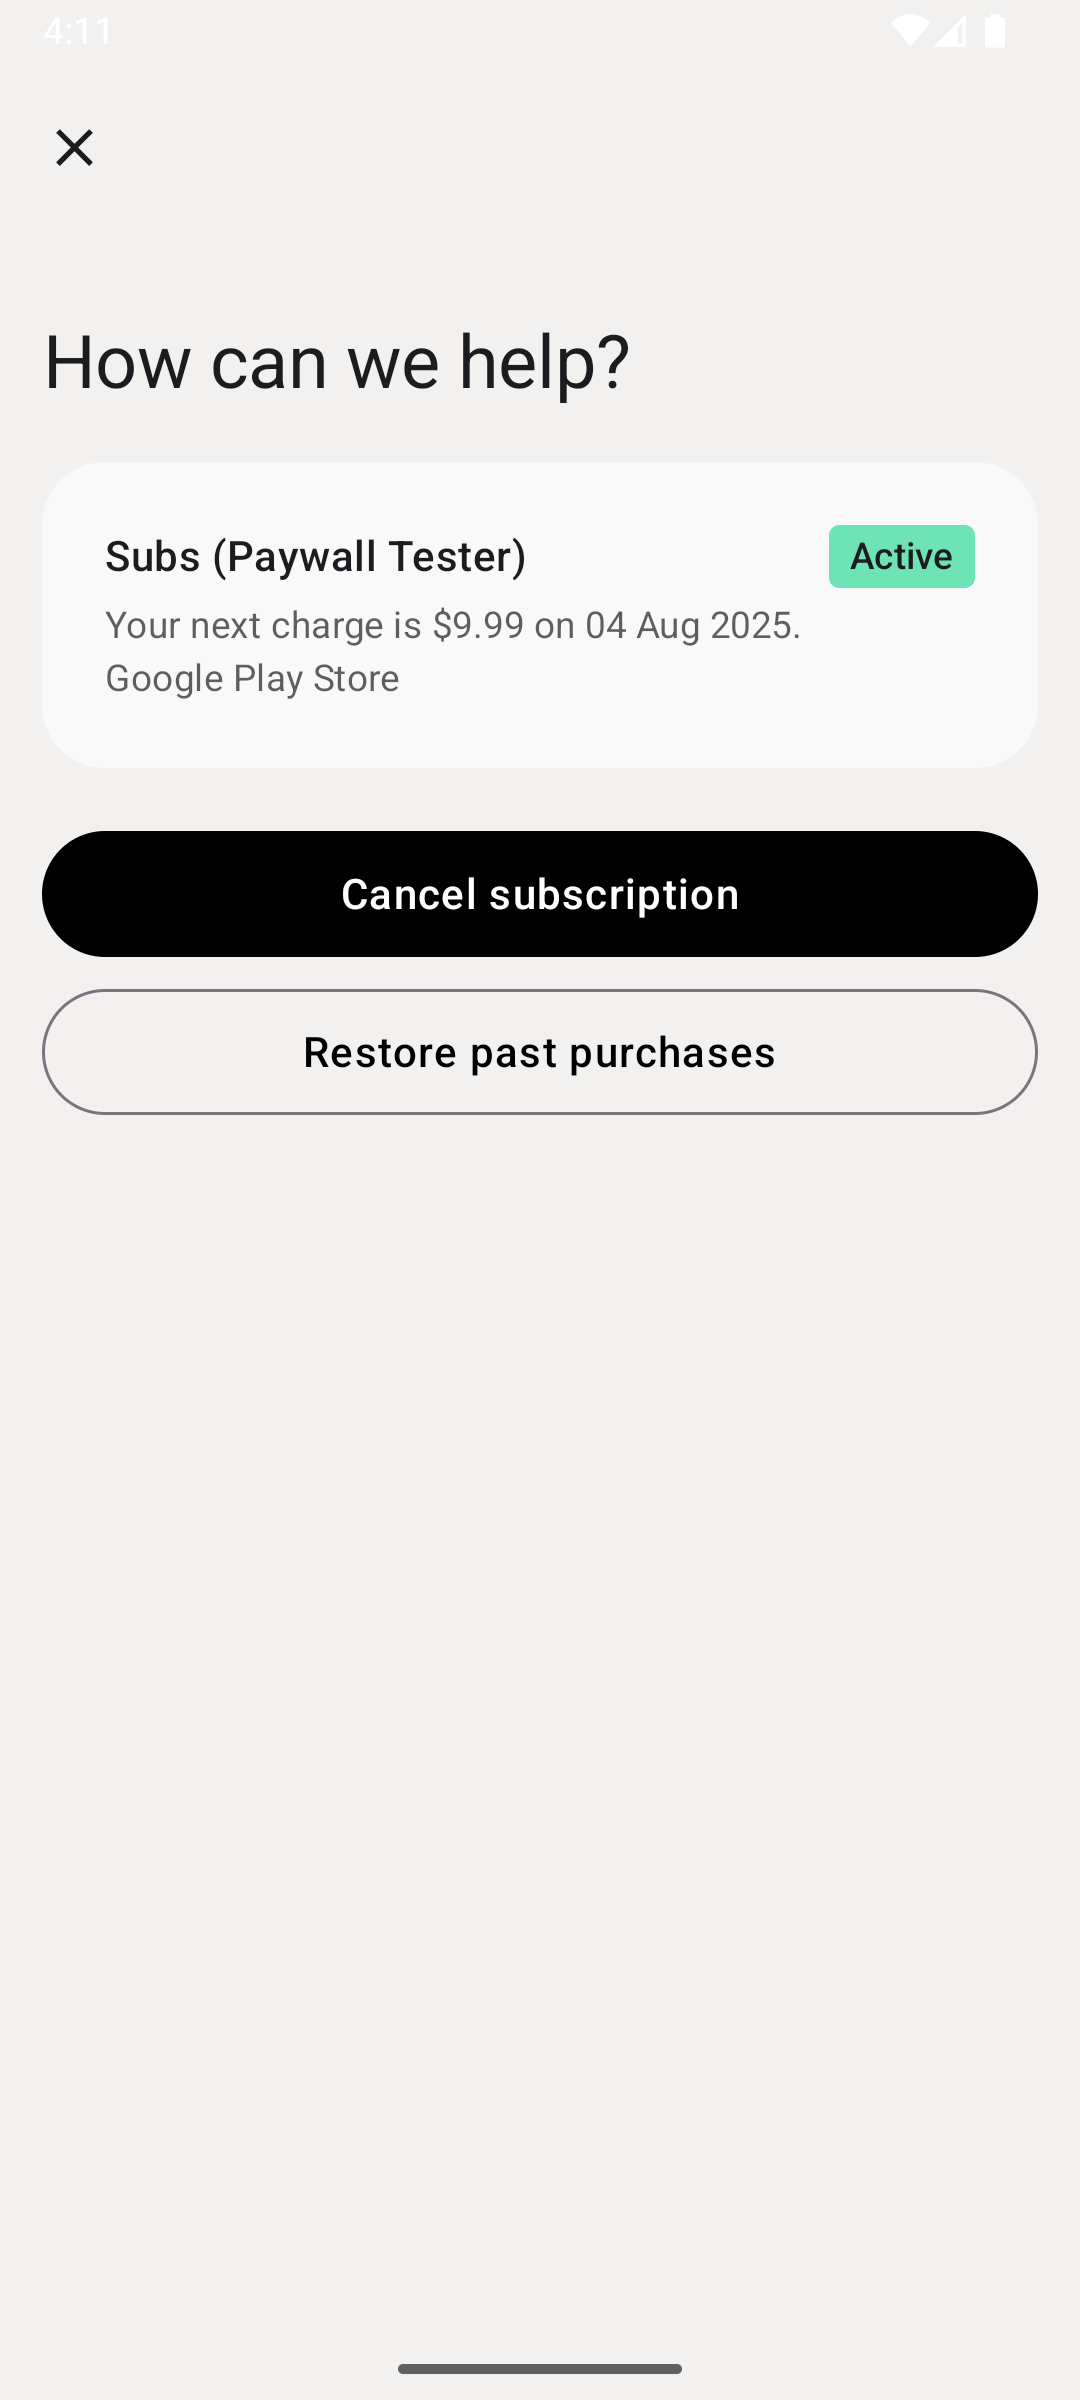 4:11
How can we help?
Subs (Paywall Tester)
Active
Your next charge is $9.99 on 04 Aug 2025.
Google Play Store
Cancel subscription
Restore past purchases